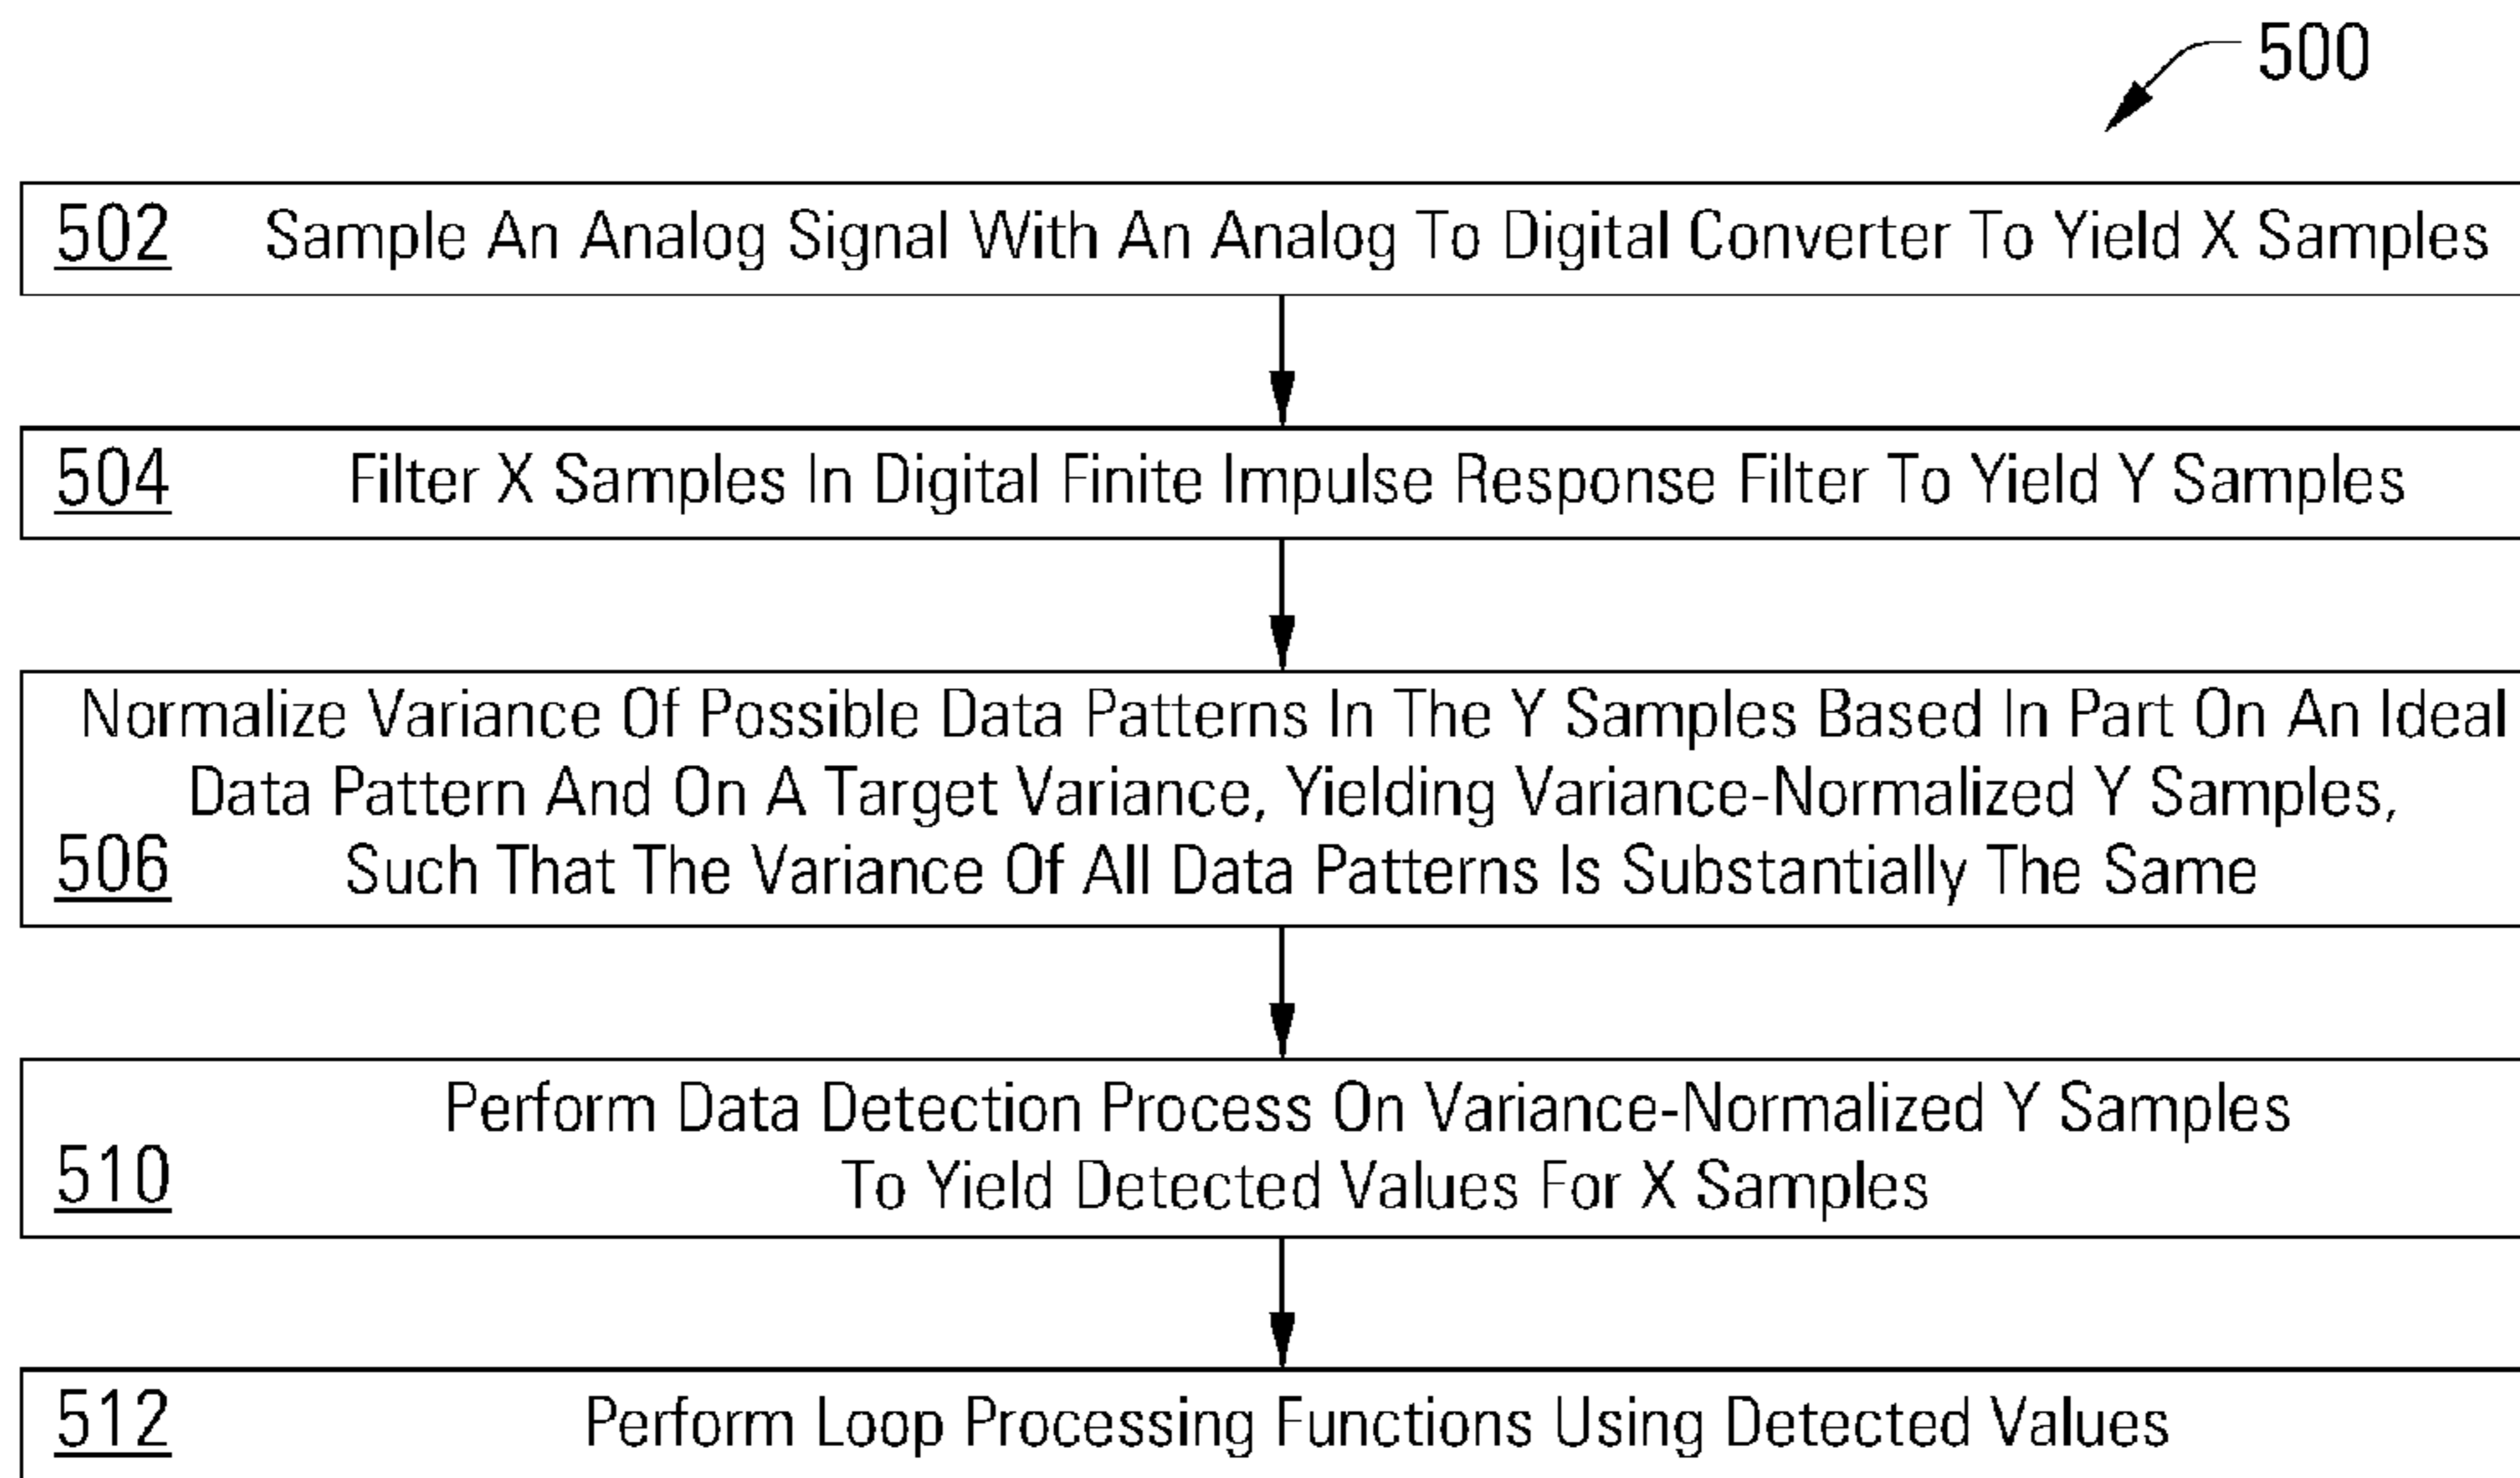 500
502 Sample An Analog Signal With An Analog To Digital Converter To Yield X Samples
504 Filter X Samples In Digital Finite Impulse Response Filter To Yield Y Samples
Normalize Variance Of Possible Data Patterns In The Y Samples Based In Part On An Ideal
Data Pattern And On A Target Variance, Yielding Variance-Normalized Y Samples,
506 Such That The Variance Of All Data Patterns Is Substantially The Same
Perform Data Detection Process On Variance-Normalized Y Samples
510 To Yield Detected Values For X Samples
512 Perform Loop Processing Functions Using Detected Values